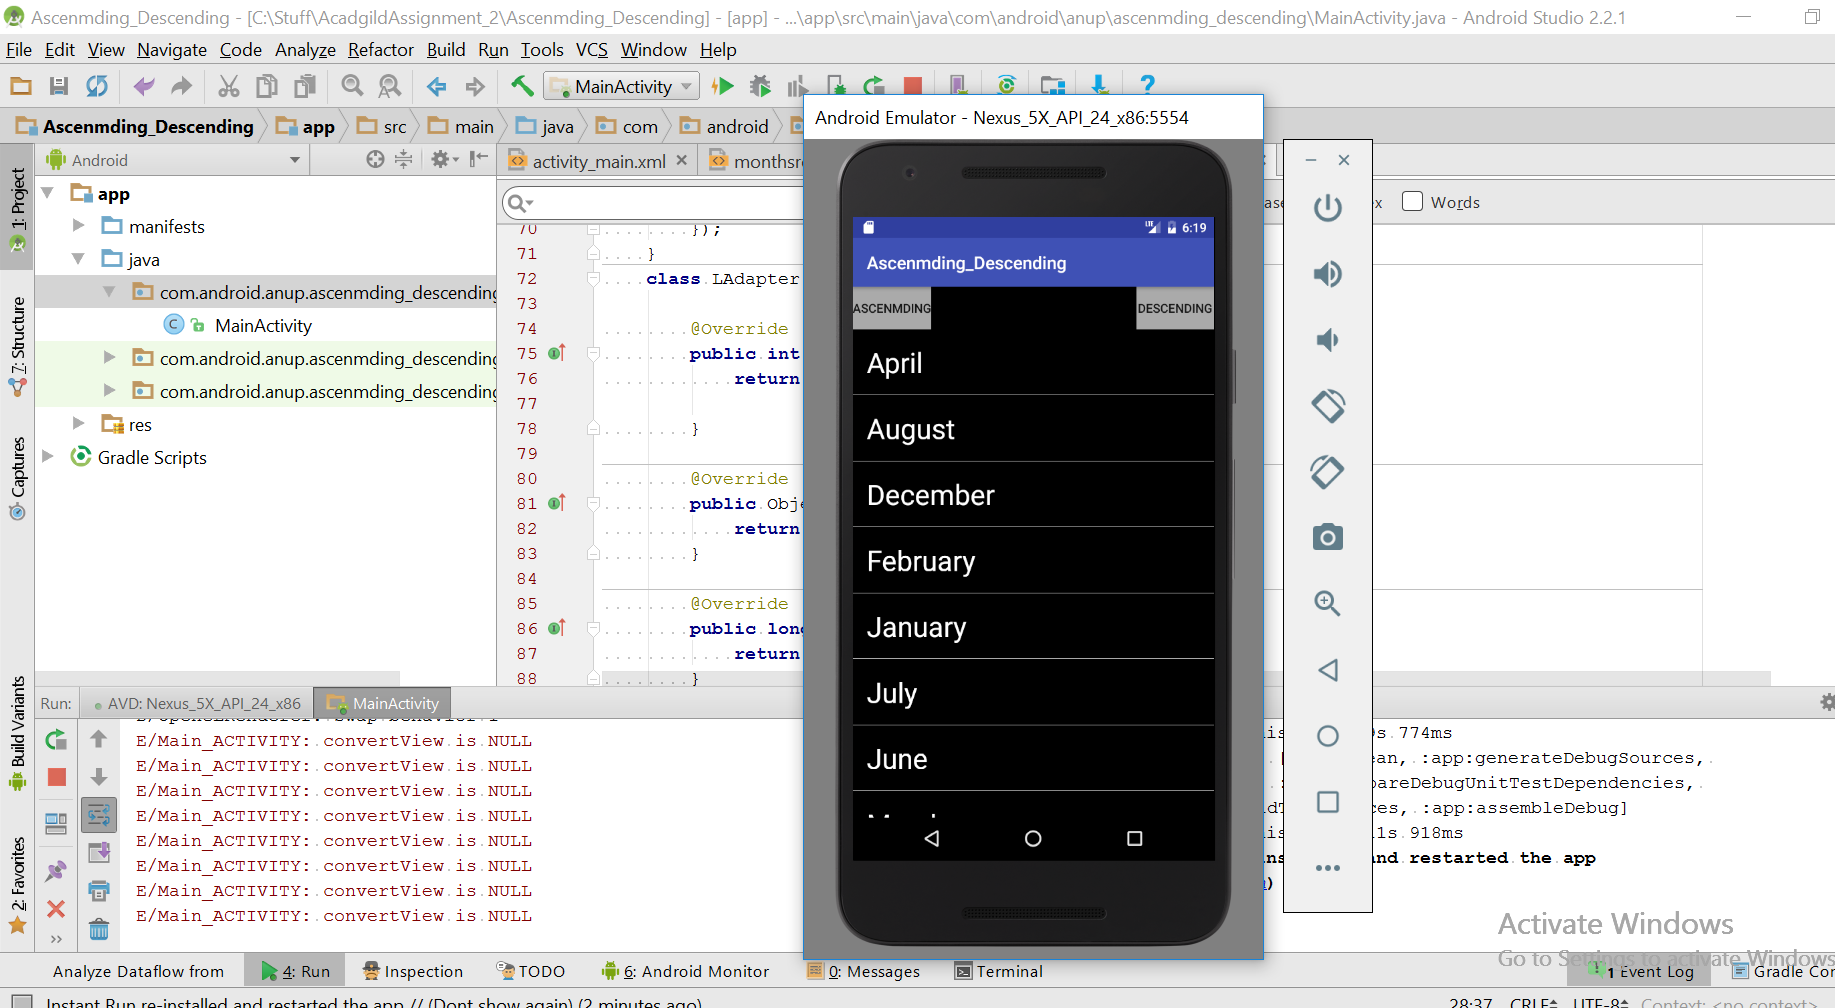 Ascenmding_Descending - [C:\Stuff\AcadgildAssignment_2\Ascenmding_Descending] - [app] - ...\app\src\main\java\com\android\anup\ascenmding_descending\MainActivity.java - Android Studio 2.2.1
File Edit View Navigate Code Analyze Refactor Build Run Tools VCS Window Help
MainActivity
Ascenmding_Descending app src main java com android
Android
activity_main.xml
1: Project
7: Structure
Captures
Build Variants
2: Favorites
app
manifests
java
com.android.anup.ascenmding_descending
MainActivity
com.android.anup.ascenmding_descending
com.android.anup.ascenmding_descending
res
Gradle Scripts
Words
70 });
71 }
72 class LAdapter
73
74 @Override
75 public int
76 return
77
78 }
79
80 @Override
81 public
82 return
83 }
84
85 @Override
86 public
87 return
88 }
Android Emulator - Nexus_5X_API_24_x86:5554
LTE 6:19
Ascenmding_Descending
ASCENMDING DESCENDING
April
August
December
February
January
July
June
Run: AVD: Nexus_5X_API_24_x86 MainActivity
E/Main_ACTIVITY: convertView is NULL
E/Main_ACTIVITY: convertView is NULL
E/Main_ACTIVITY: convertView is NULL
E/Main_ACTIVITY: convertView is NULL
E/Main_ACTIVITY: convertView is NULL
E/Main_ACTIVITY: convertView is NULL
E/Main_ACTIVITY: convertView is NULL
E/Main_ACTIVITY: convertView is NULL
774ms
:app:generateDebugSources,
:app:assembleDebug]
918ms
restarted the app
Activate Windows
Go to Settings to activate Windows
Analyze Dataflow from 4: Run Inspection TODO 6: Android Monitor 0: Messages Terminal 1 Event Log Gradle
Instant Run re-installed and restarted the app // (Dont show again) (2 minutes ago) 28:37 CRLF UTF-8 Context: <no context>